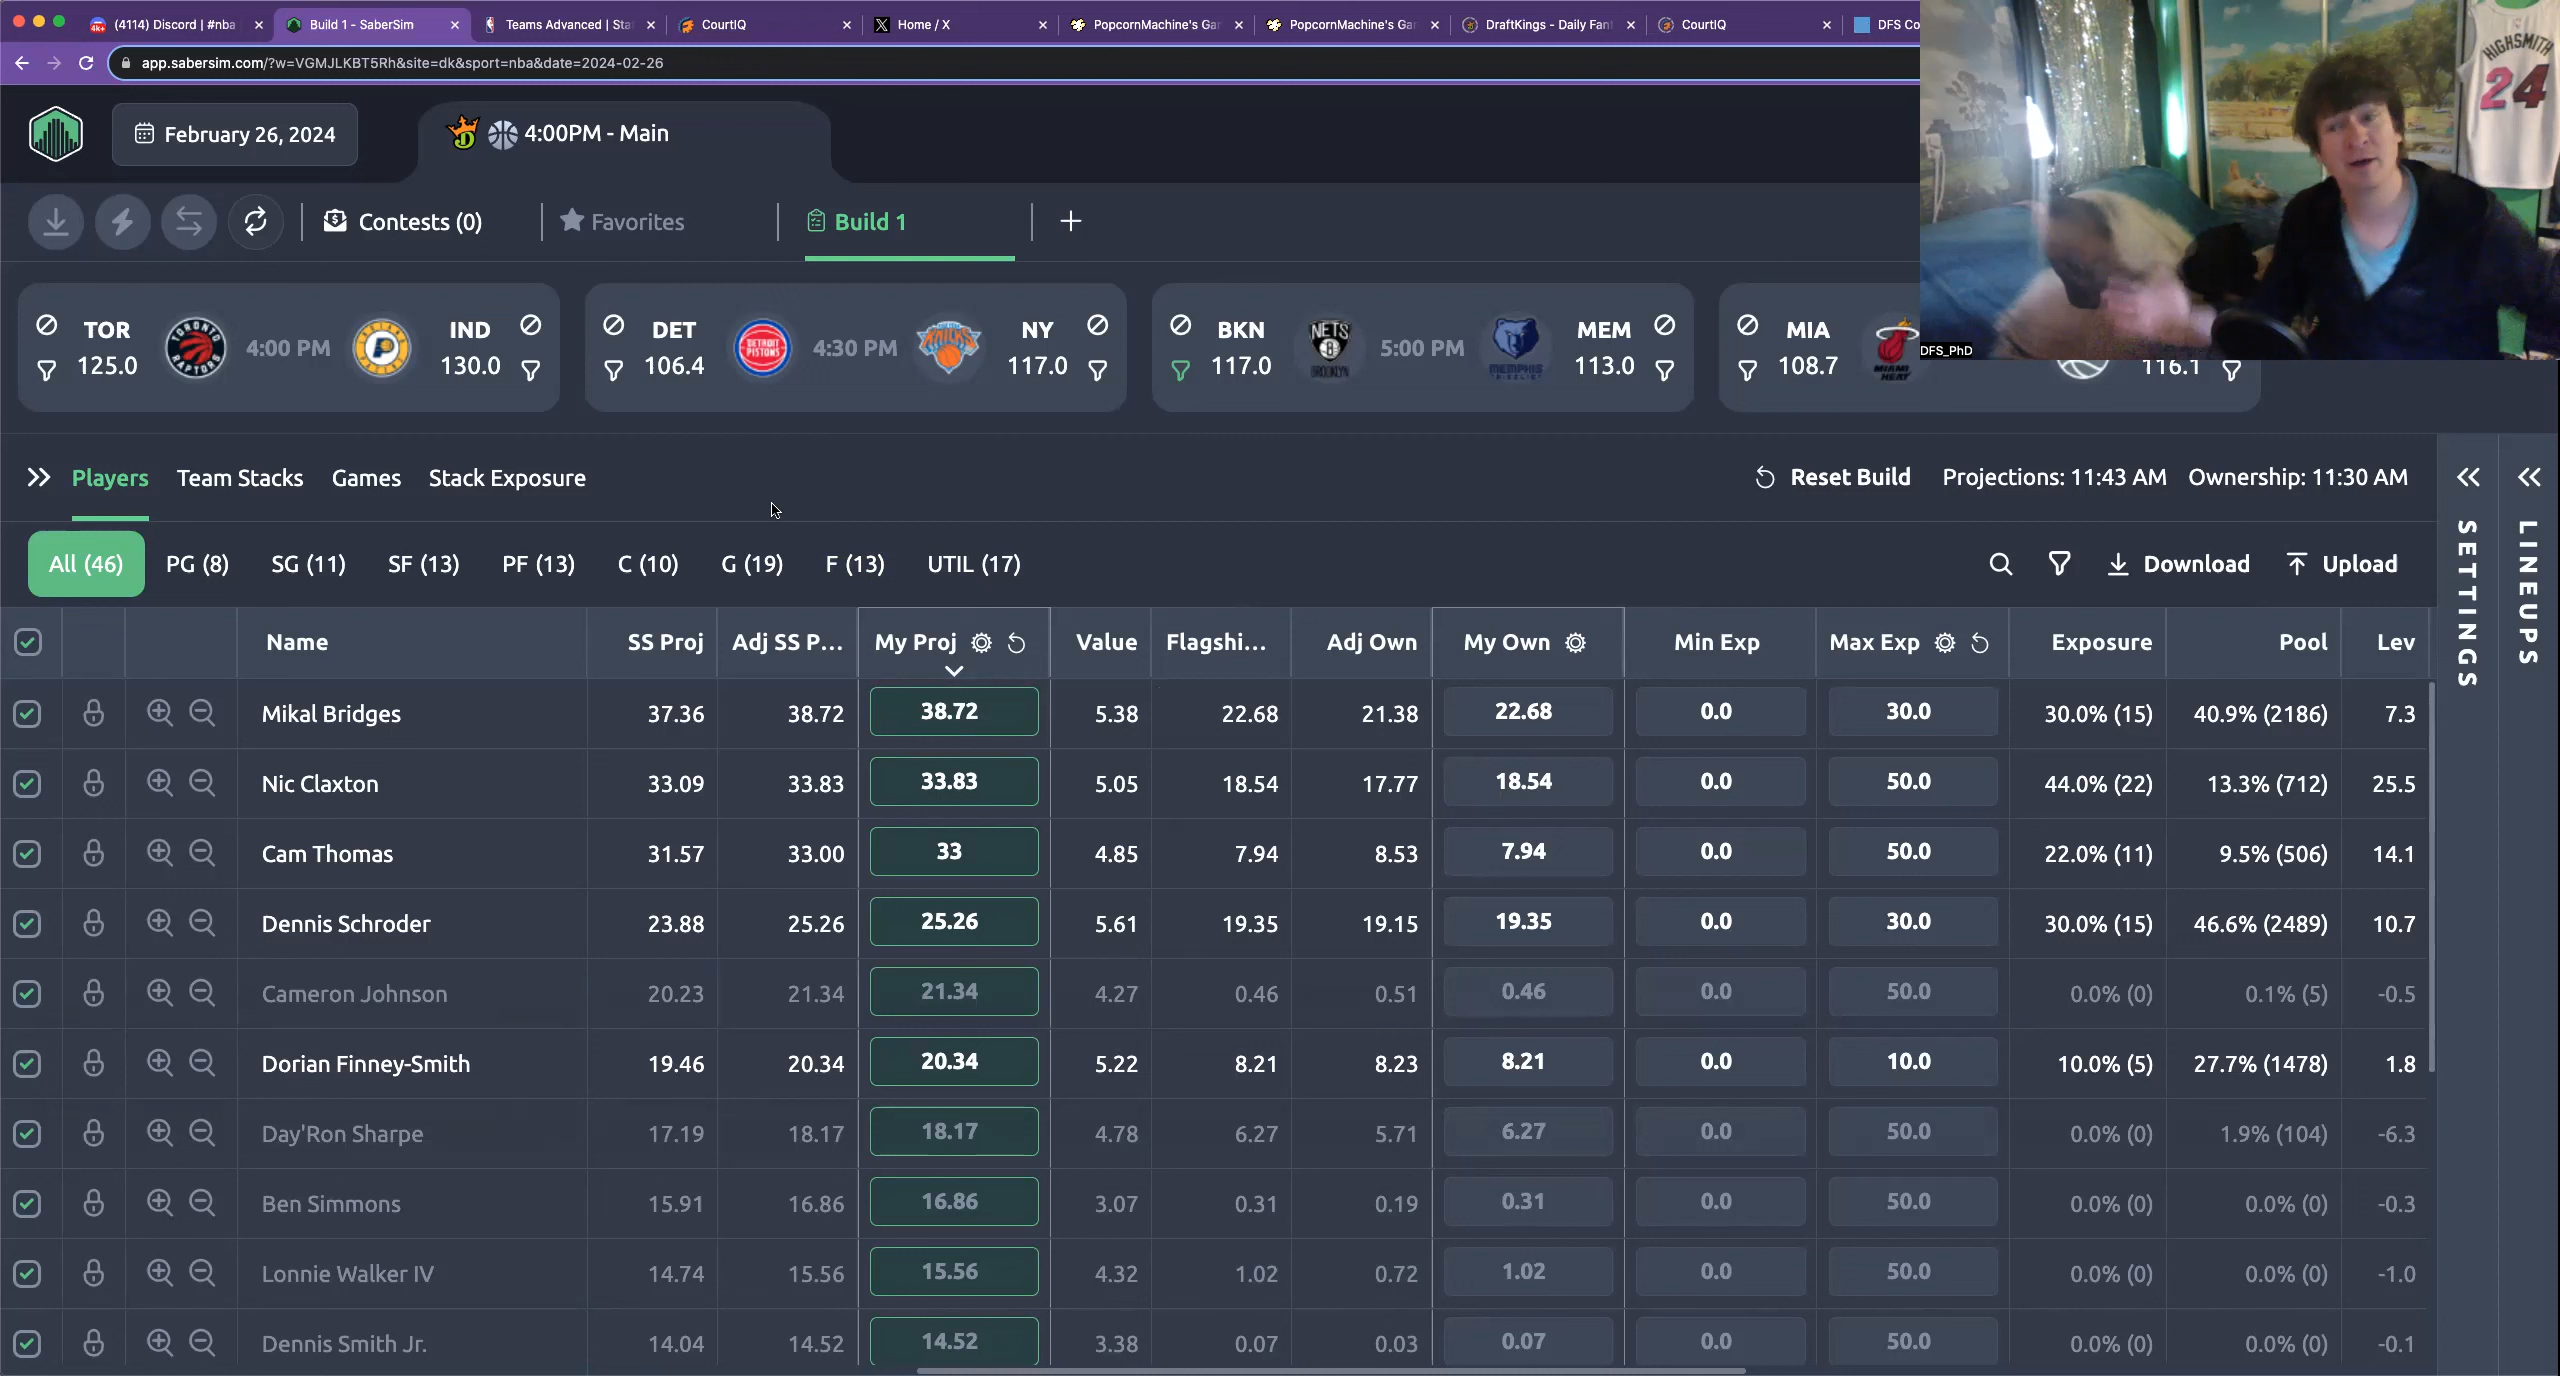 (4114) Discord | #nba
Build 1 - SaberSim
Teams Advanced | Sta
CourtIQ
Home / X
PopcornMachine's Ga
PopcornMachine's Ga
DraftKings - Daily Fant
CourtIQ
DFS Co
app.sabersim.com/?w=VGMJLKBT5Rh&site=dk&sport=nba&date=2024-02-26
HIGHSMITH
24
February 26, 2024
4:00PM - Main
Contests (0)
Favorites
Build 1
+
TOR 125.0 4:00 PM IND 130.0
DET 106.4 4:30 PM NY 117.0
BKN 117.0 5:00 PM MEM 113.0
MIA 108.7 116.1
DFS_PhD
Players Team Stacks Games Stack Exposure
Reset Build Projections: 11:43 AM Ownership: 11:30 AM
All (46) PG (8) SG (11) SF (13) PF (13) C (10) G (19) F (13) UTIL (17)
Download Upload
SETTINGS
LINEUPS
Name SS Proj Adj SS P... My Proj Value Flagshi... Adj Own My Own Min Exp Max Exp Exposure Pool Lev
Mikal Bridges 37.36 38.72 38.72 5.38 22.68 21.38 22.68 0.0 30.0 30.0% (15) 40.9% (2186) 7.3
Nic Claxton 33.09 33.83 33.83 5.05 18.54 17.77 18.54 0.0 50.0 44.0% (22) 13.3% (712) 25.5
Cam Thomas 31.57 33.00 33 4.85 7.94 8.53 7.94 0.0 50.0 22.0% (11) 9.5% (506) 14.1
Dennis Schroder 23.88 25.26 25.26 5.61 19.35 19.15 19.35 0.0 30.0 30.0% (15) 46.6% (2489) 10.7
Cameron Johnson 20.23 21.34 21.34 4.27 0.46 0.51 0.46 0.0 50.0 0.0% (0) 0.1% (5) -0.5
Dorian Finney-Smith 19.46 20.34 20.34 5.22 8.21 8.23 8.21 0.0 10.0 10.0% (5) 27.7% (1478) 1.8
Day'Ron Sharpe 17.19 18.17 18.17 4.78 6.27 5.71 6.27 0.0 50.0 0.0% (0) 1.9% (104) -6.3
Ben Simmons 15.91 16.86 16.86 3.07 0.31 0.19 0.31 0.0 50.0 0.0% (0) 0.0% (0) -0.3
Lonnie Walker IV 14.74 15.56 15.56 4.32 1.02 0.72 1.02 0.0 50.0 0.0% (0) 0.0% (0) -1.0
Dennis Smith Jr. 14.04 14.52 14.52 3.38 0.07 0.03 0.07 0.0 50.0 0.0% (0) 0.0% (0) -0.1